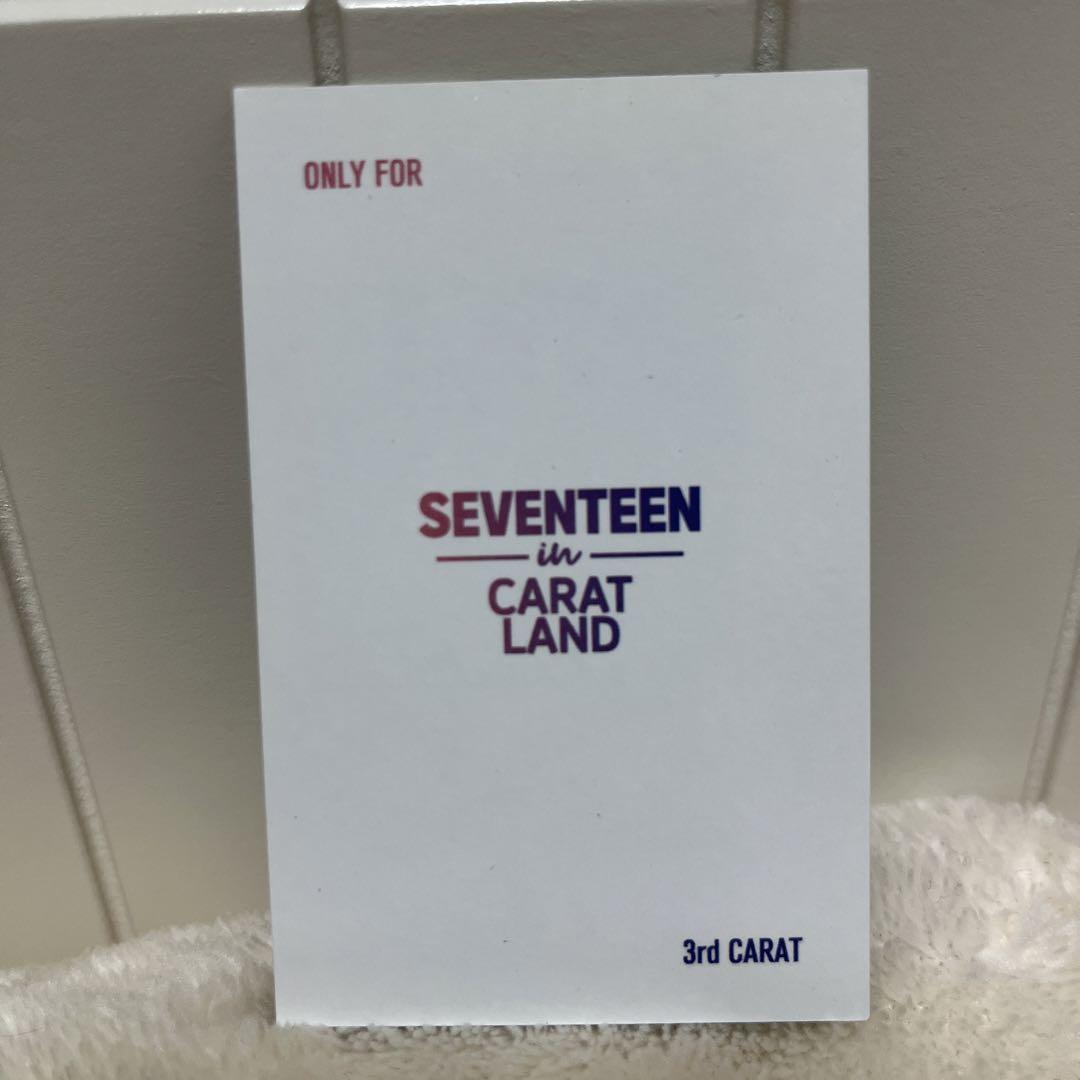 ONLY FOR
SEVENTEEN
in
CARAT
LAND
3rd CARAT